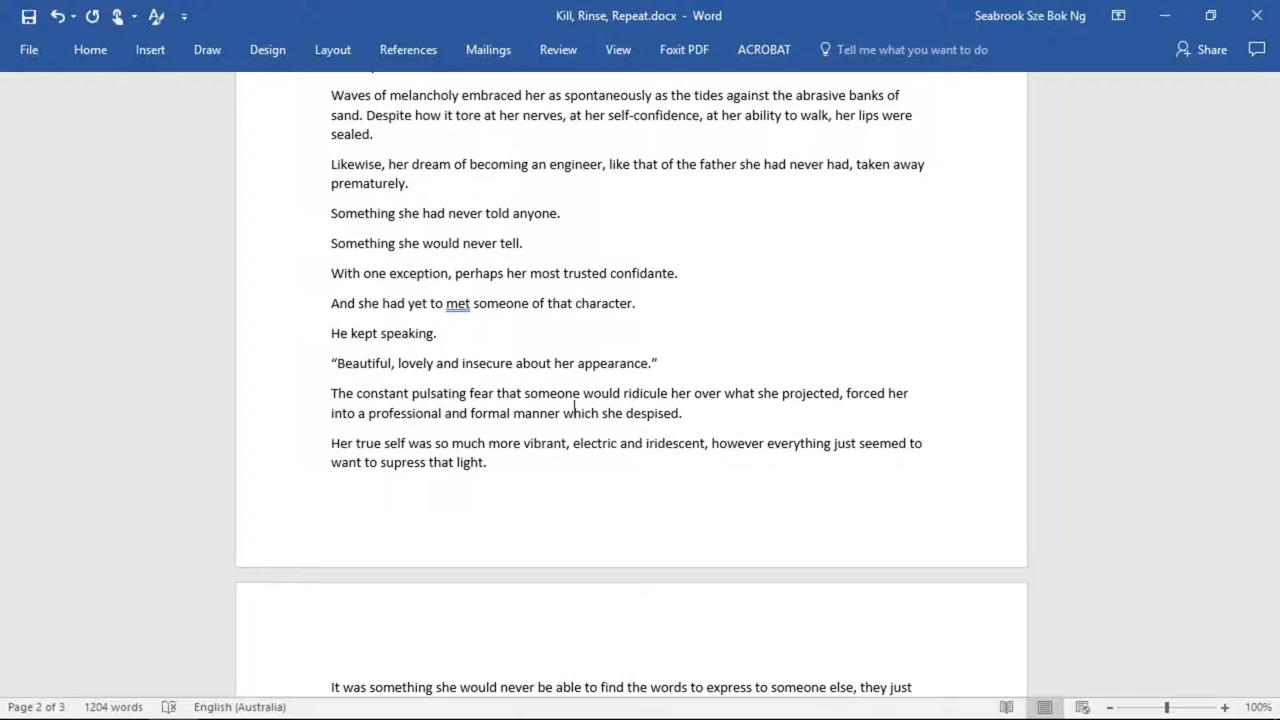 Kill, Rinse, Repeat.docx - Word
Seabrook Sze Bok Ng
File Home Insert Draw Design Layout References Mailings Review View Foxit PDF ACROBAT Tell me what you want to do Share
Waves of melancholy embraced her as spontaneously as the tides against the abrasive banks of
sand. Despite how it tore at her nerves, at her self-confidence, at her ability to walk, her lips were
sealed.
Likewise, her dream of becoming an engineer, like that of the father she had never had, taken away
prematurely.
Something she had never told anyone.
Something she would never tell.
With one exception, perhaps her most trusted confidante.
And she had yet to met someone of that character.
He kept speaking.
“Beautiful, lovely and insecure about her appearance.”
The constant pulsating fear that someone would ridicule her over what she projected, forced her
into a professional and formal manner which she despised.
Her true self was so much more vibrant, electric and iridescent, however everything just seemed to
want to supress that light.
It was something she would never be able to find the words to express to someone else, they just
Page 2 of 3 1204 words English (Australia) 100%